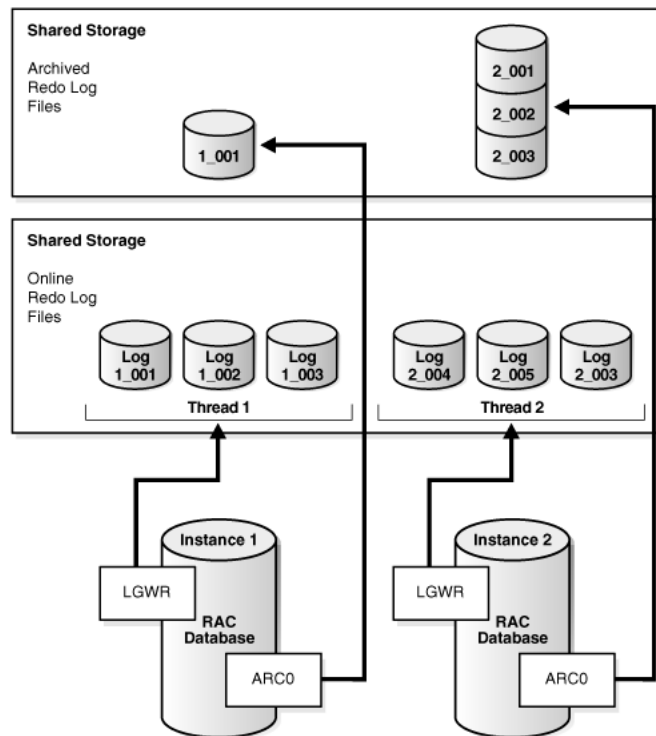 Shared Storage
Archived
Redo Log
Files
1_001
2_001
2_002
2_003
Shared Storage
Online
Redo Log
Files
Log
1_001
Log
1_002
Log
1_003
Log
2_004
Log
2_005
Log
2_003
Thread 1
Thread 2
Instance 1
LGWR
RAC
Database
ARC0
Instance 2
LGWR
RAC
Database
ARC0